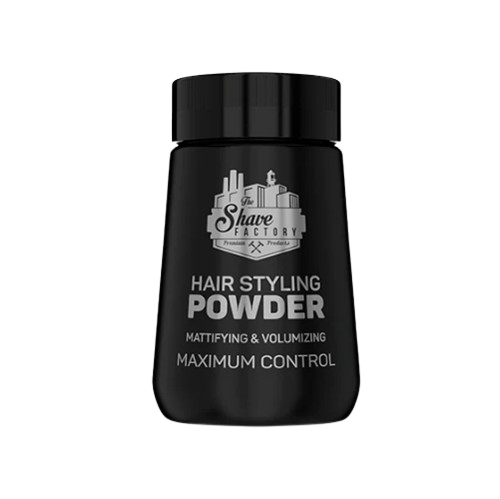 The
Shave
FACTORY
Premium Products
HAIR STYLING
POWDER
MATTIFYING & VOLUMIZING
MAXIMUM CONTROL